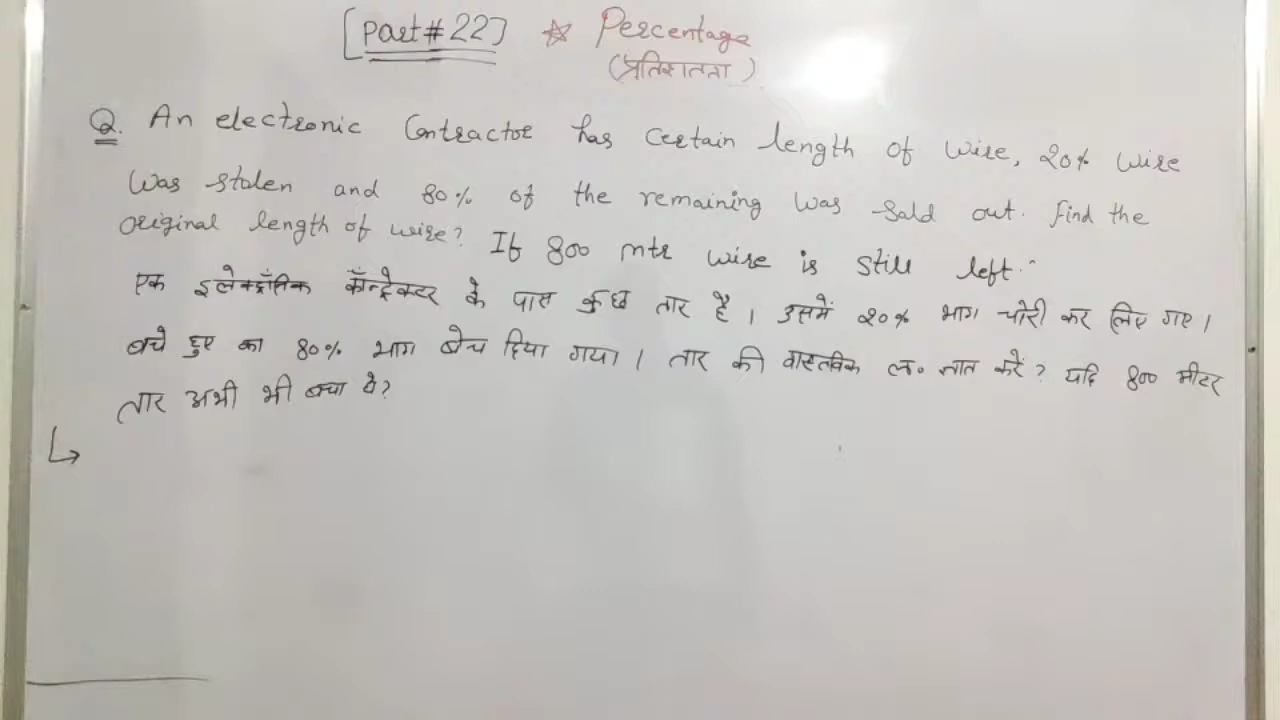 [Part# 22] ☆ Percentage
(प्रतिशतता)
Q. An electronic Contractor has certain length of wire, 20% wire
was stolen and 80% of the remaining was sold out. find the
original length of wire? If 800 mtr wire is still left.
एक इलेक्ट्रॉनिक कॉन्ट्रेक्टर के पास कुछ तार है। उसमें 20% भाग चोरी कर लिए गए।
बचे हुए का 80% भाग बेच दिया गया। तार की वास्तविक ल० ज्ञात करें? यदि 800 मीटर
तार अभी भी बचा है?